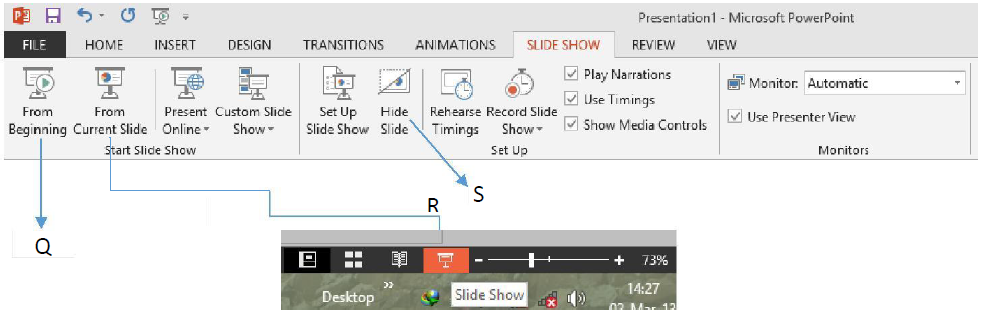 Presentation1 - Microsoft PowerPoint
FILE HOME INSERT DESIGN TRANSITIONS ANIMATIONS SLIDE SHOW REVIEW VIEW
From Beginning
From Current Slide
Present Online
Custom Slide Show
Set Up Slide Show
Hide Slide
Rehearse Timings
Record Slide Show
Play Narrations
Use Timings
Show Media Controls
Monitor: Automatic
Use Presenter View
Start Slide Show
Set Up
Monitors
Q
R
S
73%
Desktop »
Slide Show
14:27